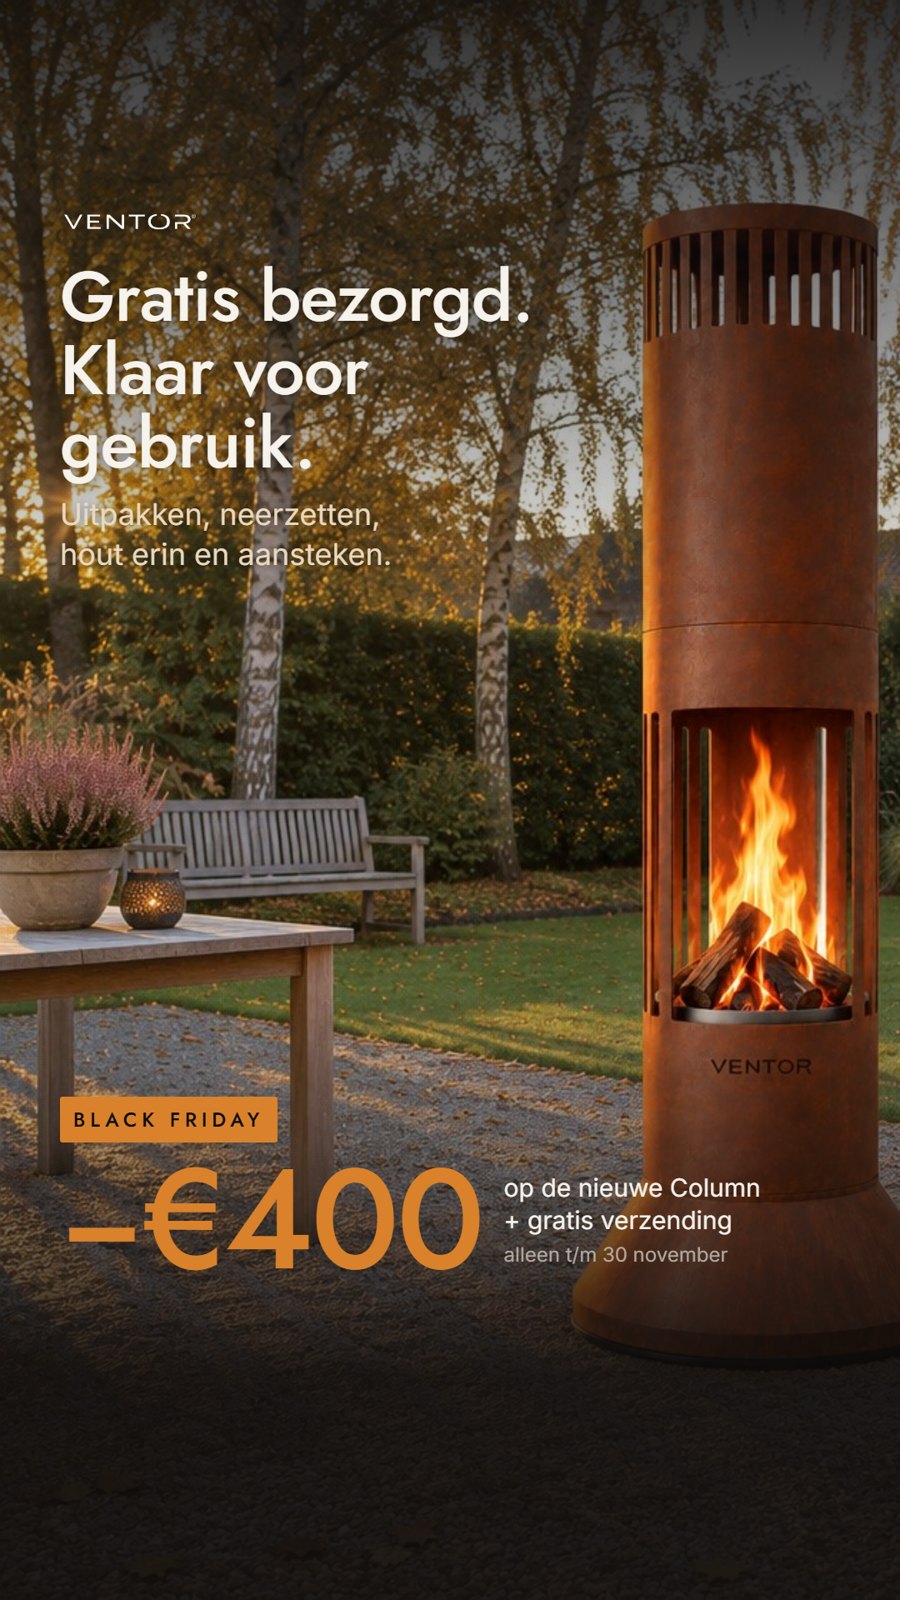 VENTOR®
Gratis bezorgd.
Klaar voor
gebruik.
Uitpakken, neerzetten,
hout erin en aansteken.
VENTOR
BLACK FRIDAY
–€400
op de nieuwe Column
+ gratis verzending
alleen t/m 30 november